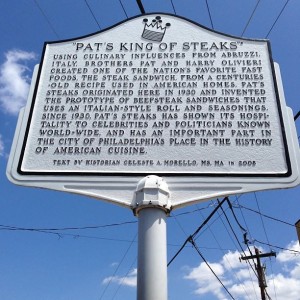 "PAT'S KING OF STEAKS"
USING CULINARY INFLUENCES FROM ABRUZZI,
ITALY, BROTHERS PAT AND HARRY OLIVIERI
CREATED ONE OF THE NATION'S FAVORITE FAST
FOODS, THE STEAK SANDWICH. FROM A CENTURIES
-OLD RECIPE USED IN AMERICAN HOMES, PAT'S
STEAKS ORIGINATED HERE IN 1930 AND INVENTED
THE PROTOTYPE OF BEEFSTEAK SANDWICHES THAT
USES AN ITALIAN-STYLE ROLL AND SEASONINGS.
SINCE 1930, PAT'S STEAKS HAS SHOWN ITS HOSPI-
TALITY TO CELEBRITIES AND POLITICIANS KNOWN
WORLD-WIDE, AND HAS AN IMPORTANT PART IN
THE CITY OF PHILADELPHIA'S PLACE IN THE HISTORY
OF AMERICAN CUISINE.
TEXT BY HISTORIAN CELESTE A. MORELLO, MS, MA IN 2005